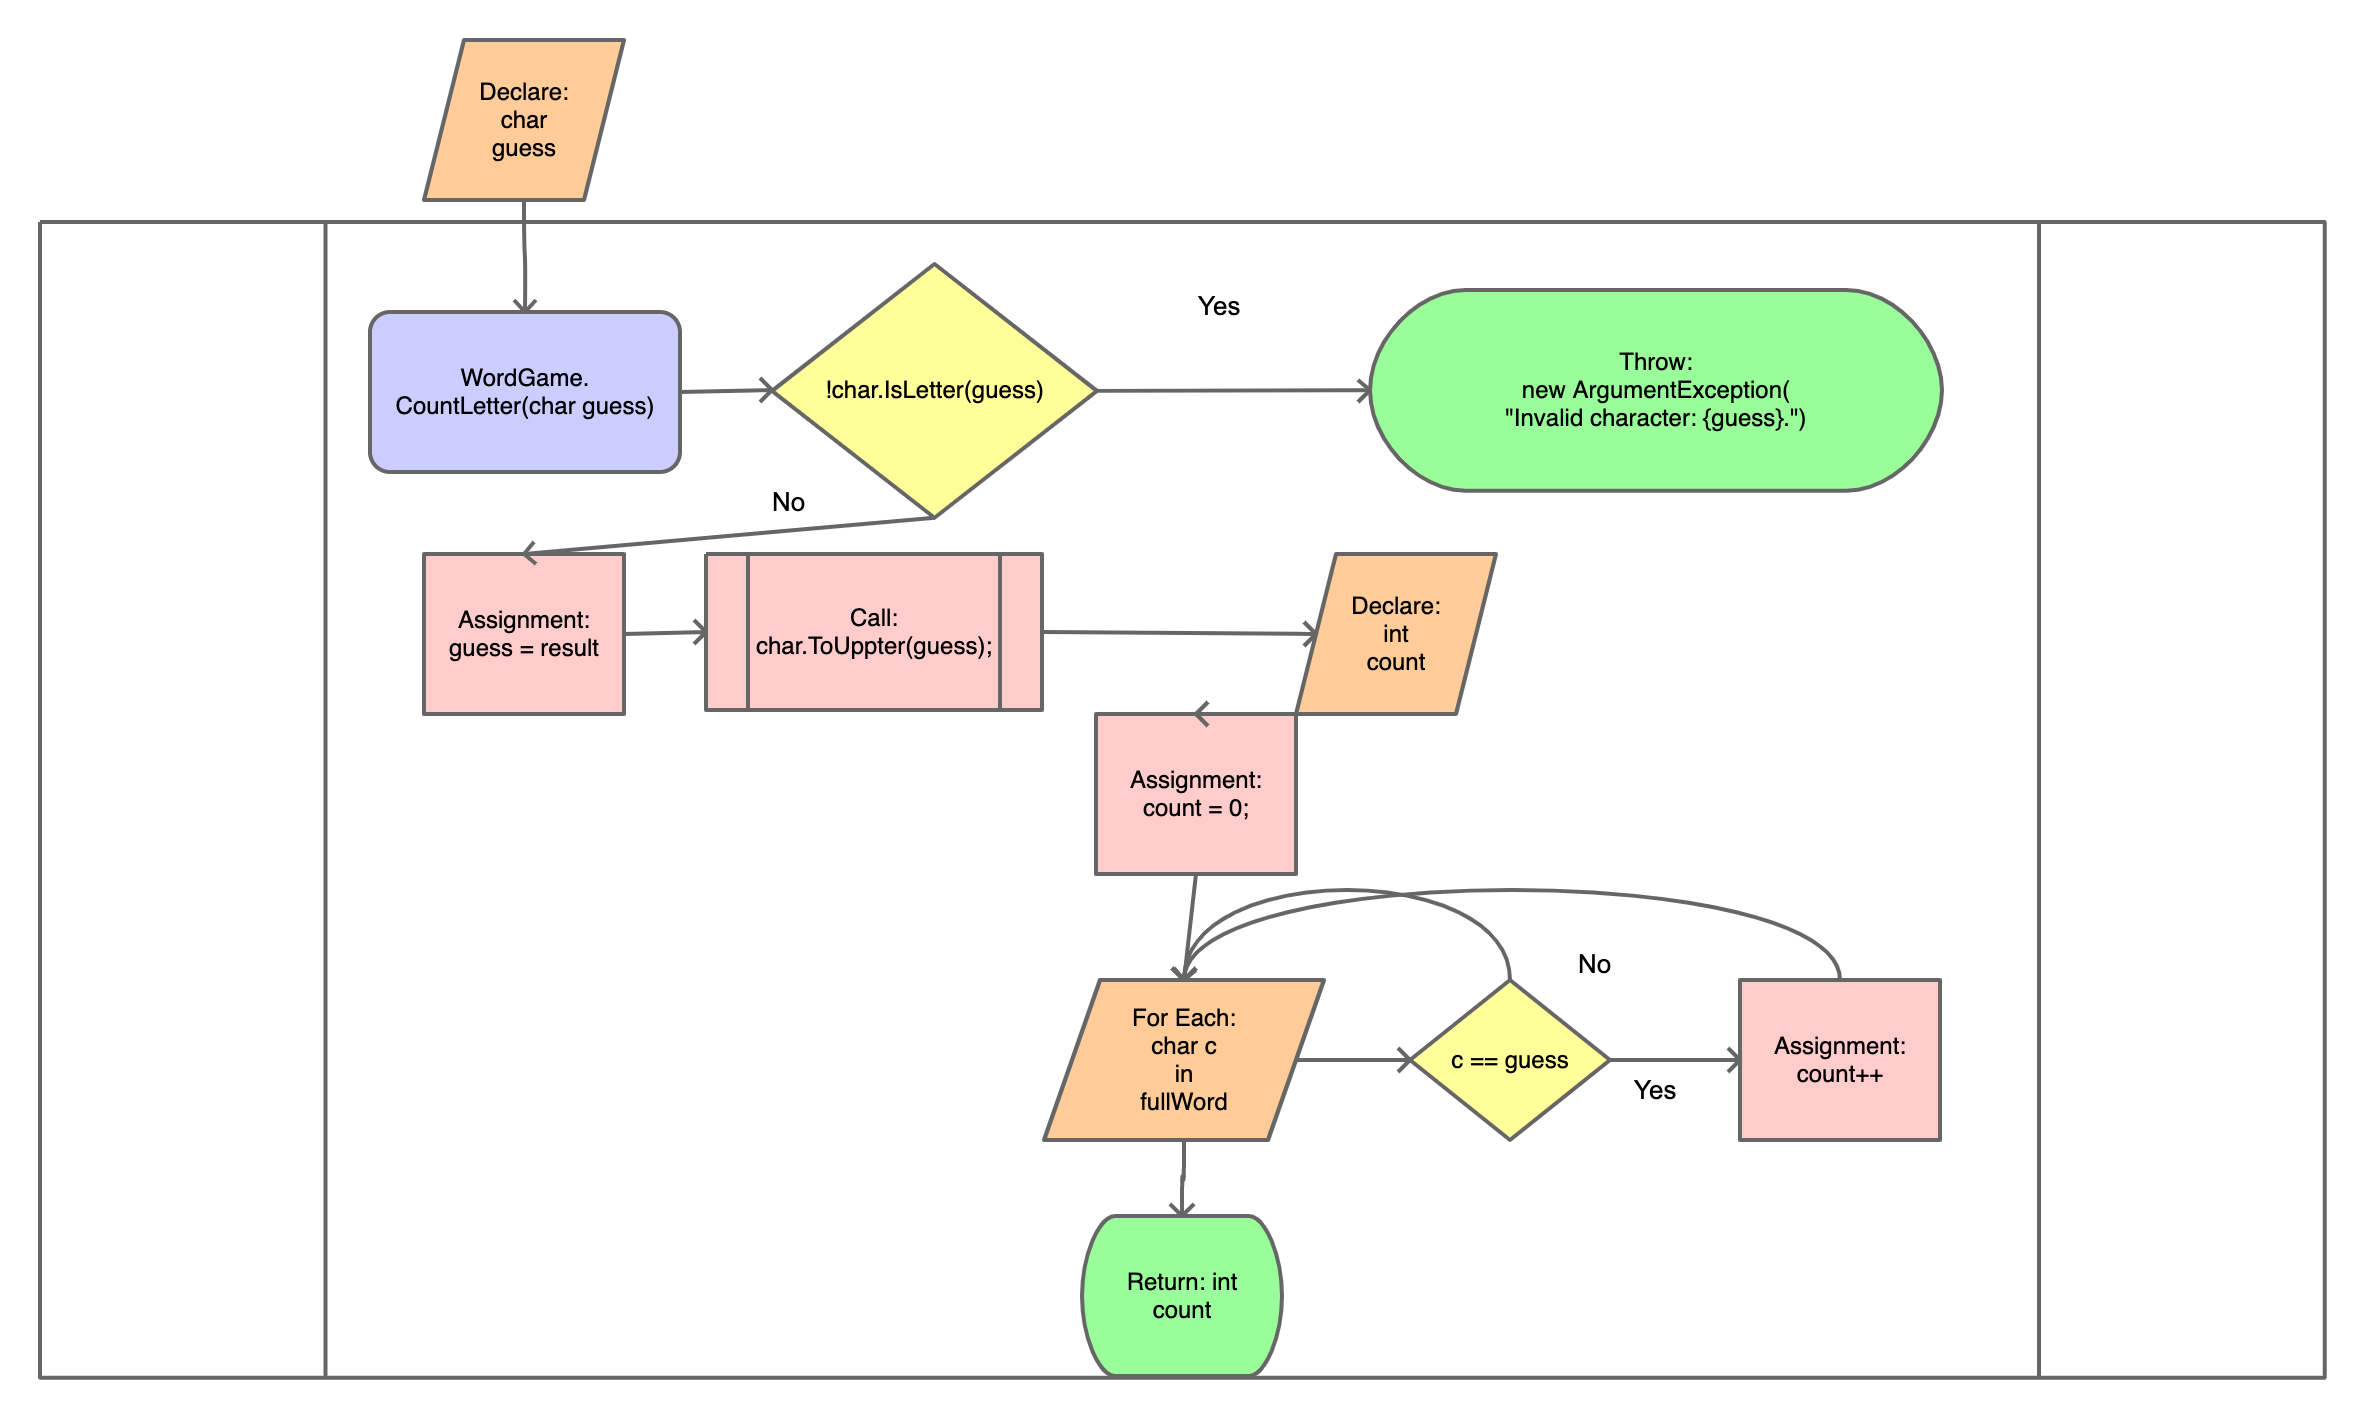 Declare:
char
guess
WordGame.
CountLetter(char guess)
!char.IsLetter(guess)
Yes
Throw:
new ArgumentException(
"Invalid character: {guess}.")
No
Assignment:
guess = result
Call:
char.ToUppter(guess);
Declare:
int
count
Assignment:
count = 0;
For Each:
char c
in
fullWord
c == guess
No
Yes
Assignment:
count++
Return: int
count